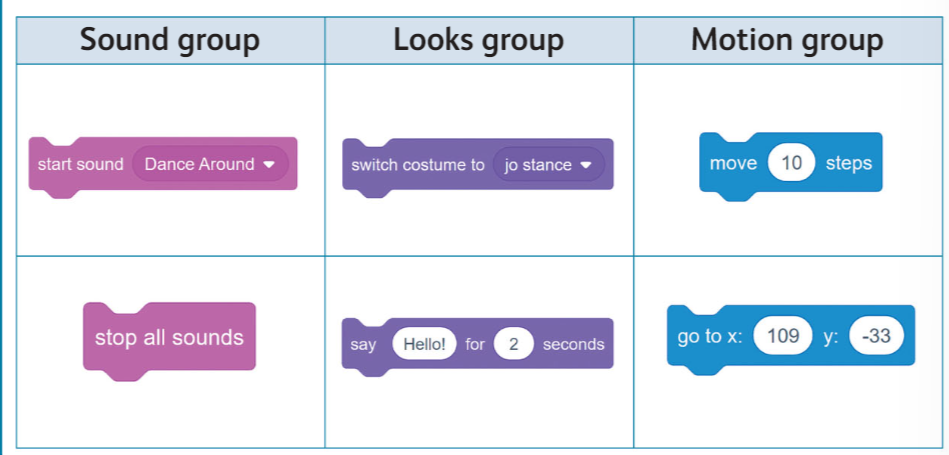 Sound group
Looks group
Motion group
start sound Dance Around
switch costume to jo stance
move 10 steps
stop all sounds
say Hello! for 2 seconds
go to x: 109 y: -33